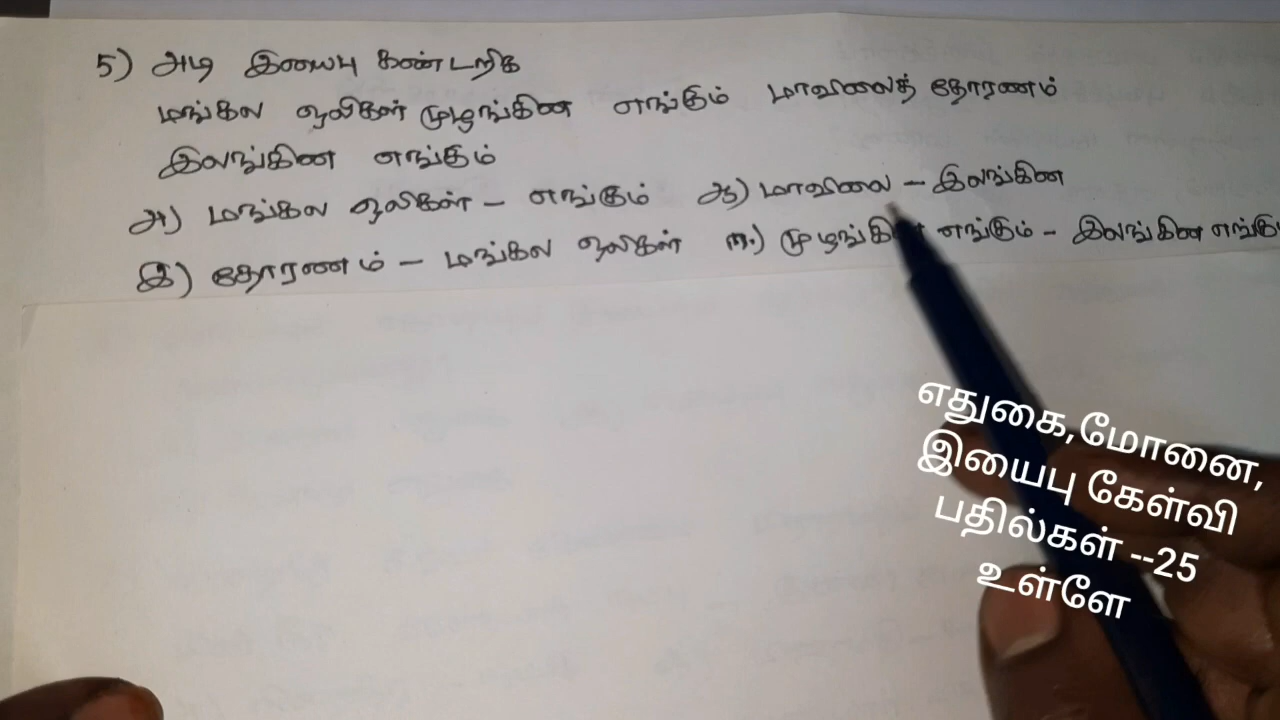 5) அடி இயைபு கண்டறிக
மங்கல ஒலிகள் முழங்கின எங்கும் மாவிலைத் தோரணம்
இலங்கின எங்கும்
அ) மங்கல ஒலிகள் – எங்கும் ஆ) மாவிலை – இலங்கின
இ) தோரணம் – மங்கல ஒலிகள் ஈ) முழங்கின எங்கும் – இலங்கின எங்கு
எதுகை,மோனை,
இயைபு கேள்வி
பதில்கள் --25
உள்ளே